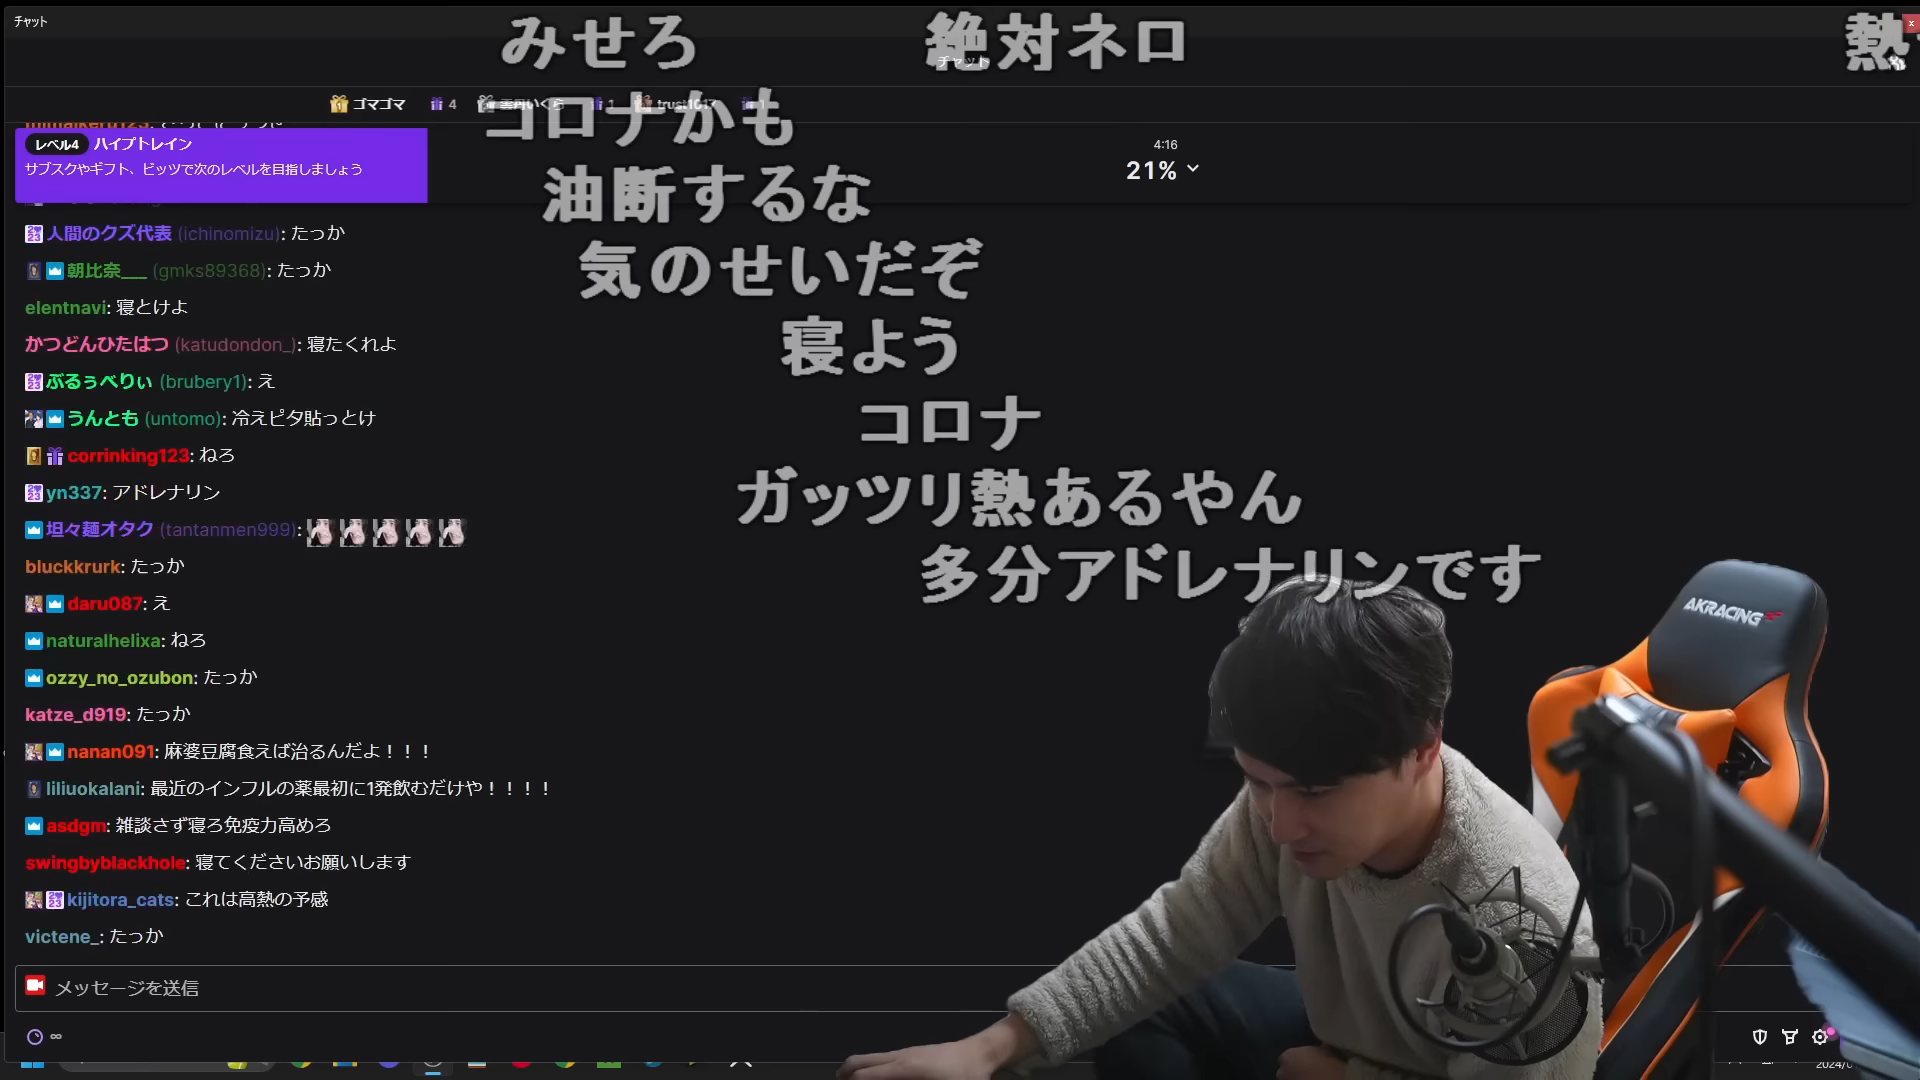 チャット
みせろ
絶対ネロ
熱
チャット
ゴマゴマ 4 雲丹いくら 1 trust1017 1
コロナかも
レベル4 ハイプトレイン
サブスクやギフト、ビッツで次のレベルを目指しましょう
4:16
21%
油断するな
人間のクズ代表 (ichinomizu): たっか
気のせいだぞ
朝比奈___ (gmks89368): たっか
elentnavi: 寝とけよ
かつどんひたはつ (katudondon_): 寝たくれよ
寝よう
ぶるぅべりぃ (brubery1): え
うんとも (untomo): 冷えピタ貼っとけ
コロナ
corrinking123: ねろ
yn337: アドレナリン
ガッツリ熱あるやん
坦々麺オタク (tantanmen999):
bluckkrurk: たっか
多分アドレナリンです
daru087: え
AKRACING
naturalhelixa: ねろ
ozzy_no_ozubon: たっか
katze_d919: たっか
nanan091: 麻婆豆腐食えば治るんだよ！！！
liliuokalani: 最近のインフルの薬最初に1発飲むだけや！！！！
asdgm: 雑談さず寝ろ免疫力高めろ
swingbyblackhole: 寝てくださいお願いします
kijitora_cats: これは高熱の予感
victene_: たっか
メッセージを送信
∞